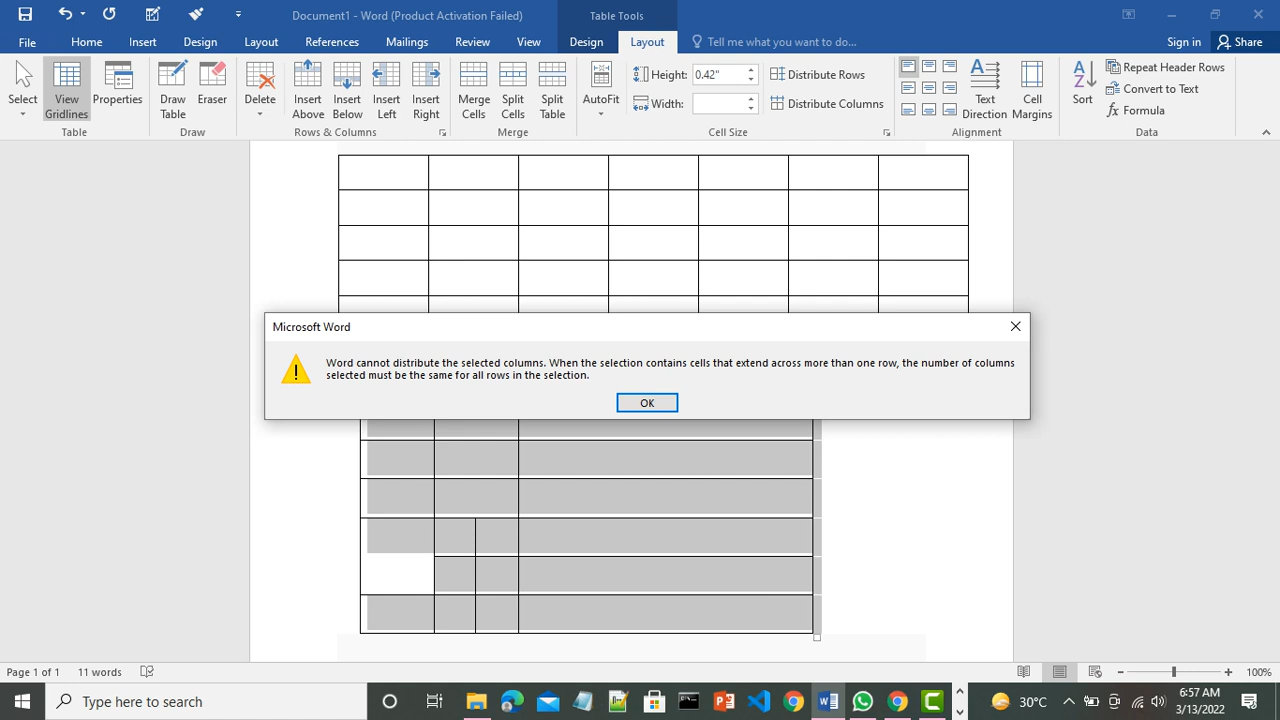 Document1 - Word (Product Activation Failed)
Table Tools
File
Home
Insert
Design
Layout
References
Mailings
Review
View
Design
Layout
Tell me what you want to do...
Sign in
Share
Select
View
Gridlines
Properties
Table
Draw
Table
Eraser
Draw
Delete
Insert
Above
Insert
Below
Insert
Left
Insert
Right
Rows & Columns
Merge
Cells
Split
Cells
Split
Table
Merge
AutoFit
Height:
0.42"
Width:
Distribute Rows
Distribute Columns
Cell Size
Text
Direction
Cell
Margins
Alignment
A
Z
Sort
Repeat Header Rows
Convert to Text
Formula
Data
Microsoft Word
Word cannot distribute the selected columns. When the selection contains cells that extend across more than one row, the number of columns
selected must be the same for all rows in the selection.
OK
Page 1 of 1
11 words
100%
Type here to search
30°C
6:57 AM
3/13/2022